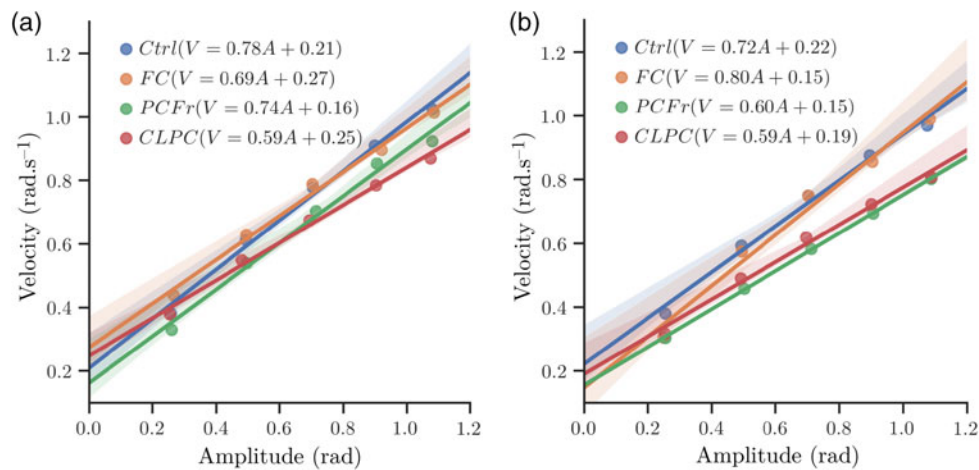 (a)
Ctrl(V = 0.78A + 0.21)
FC(V = 0.69A + 0.27)
PCFr(V = 0.74A + 0.16)
CLPC(V = 0.59A + 0.25)
Velocity (rad.s⁻¹)
1.2
1.0
0.8
0.6
0.4
0.2
0.0 0.2 0.4 0.6 0.8 1.0 1.2
Amplitude (rad)
(b)
Ctrl(V = 0.72A + 0.22)
FC(V = 0.80A + 0.15)
PCFr(V = 0.60A + 0.15)
CLPC(V = 0.59A + 0.19)
Velocity (rad.s⁻¹)
1.2
1.0
0.8
0.6
0.4
0.2
0.0 0.2 0.4 0.6 0.8 1.0 1.2
Amplitude (rad)